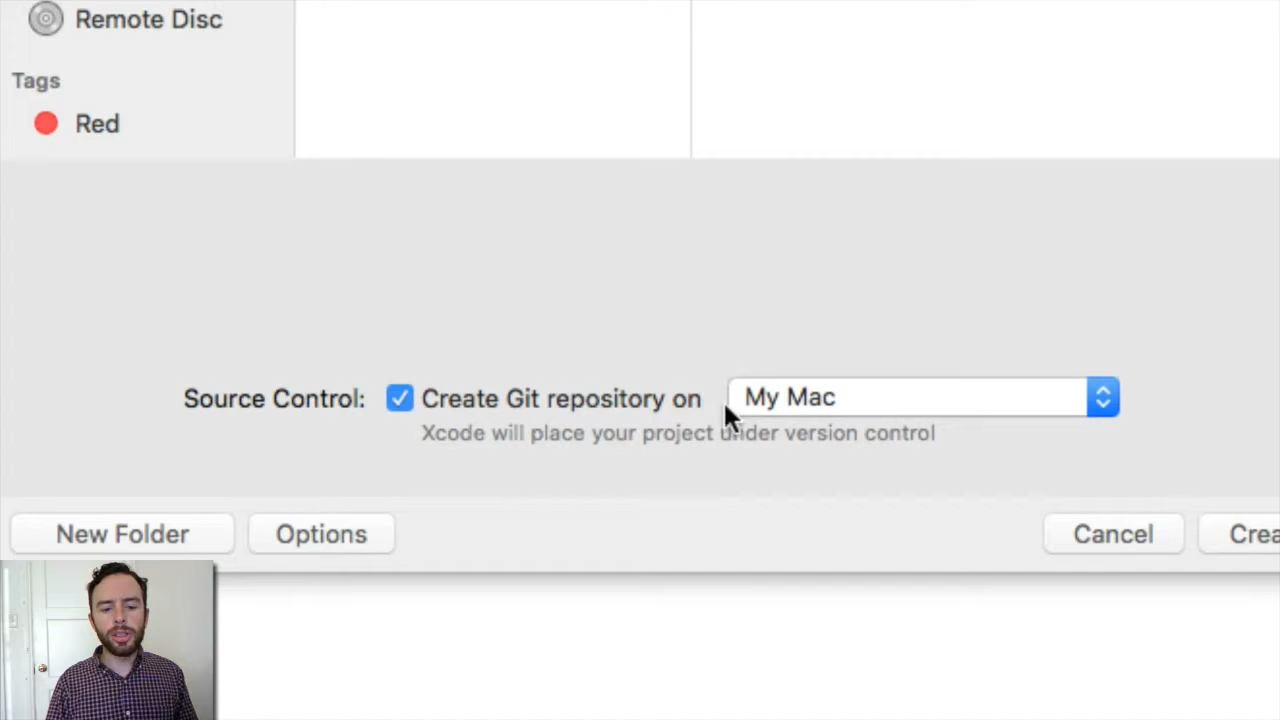 Remote Disc
Tags
Red
Source Control: Create Git repository on My Mac
Xcode will place your project under version control
New Folder Options Cancel Crea